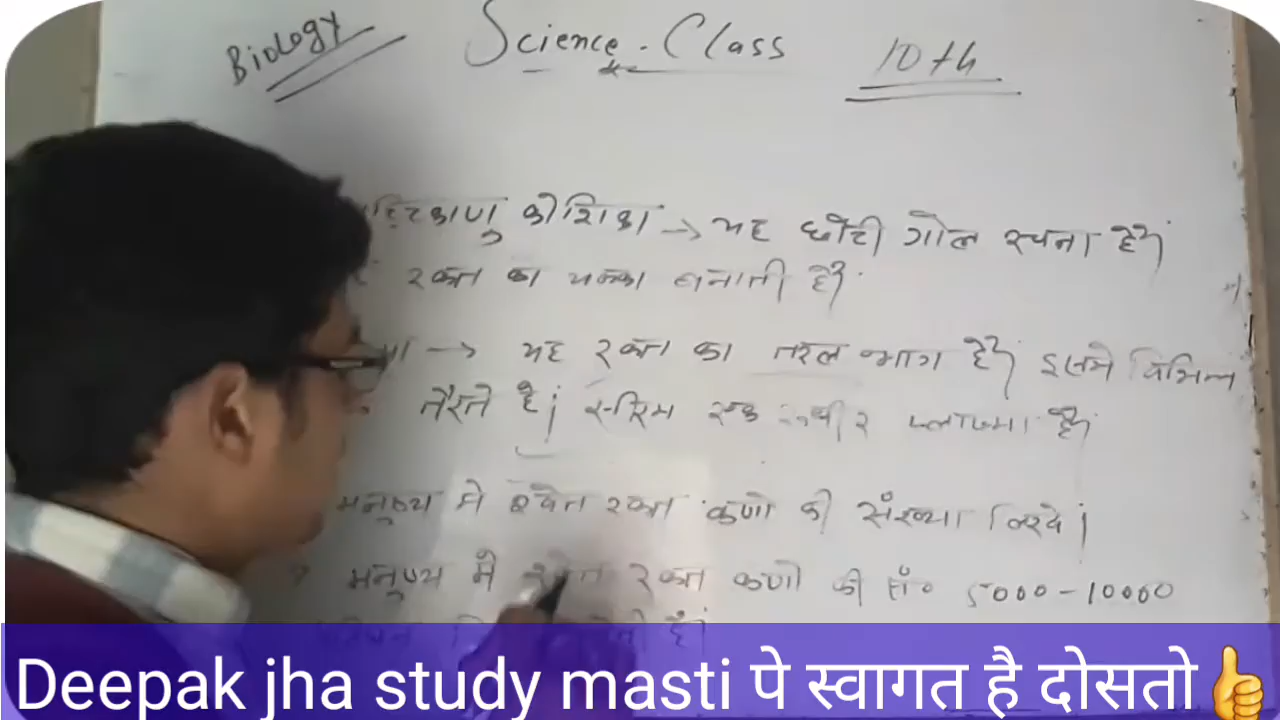 Biology Science. Class 10th
कोशिका → यह छोटी गोल रचना है।
रक्त का थक्का बनाती है।
→ यह रक्त का तरल भाग है। इसमे विभिन्न
तैरते है। एक प्लाज्मा है।
मनुष्य मे श्वेत रक्त कणो की संख्या लिखे।
मनुष्य मे श्वेत रक्त कणो की सं० 5000-10000
Deepak jha study masti पे स्वागत है दोसतो👍